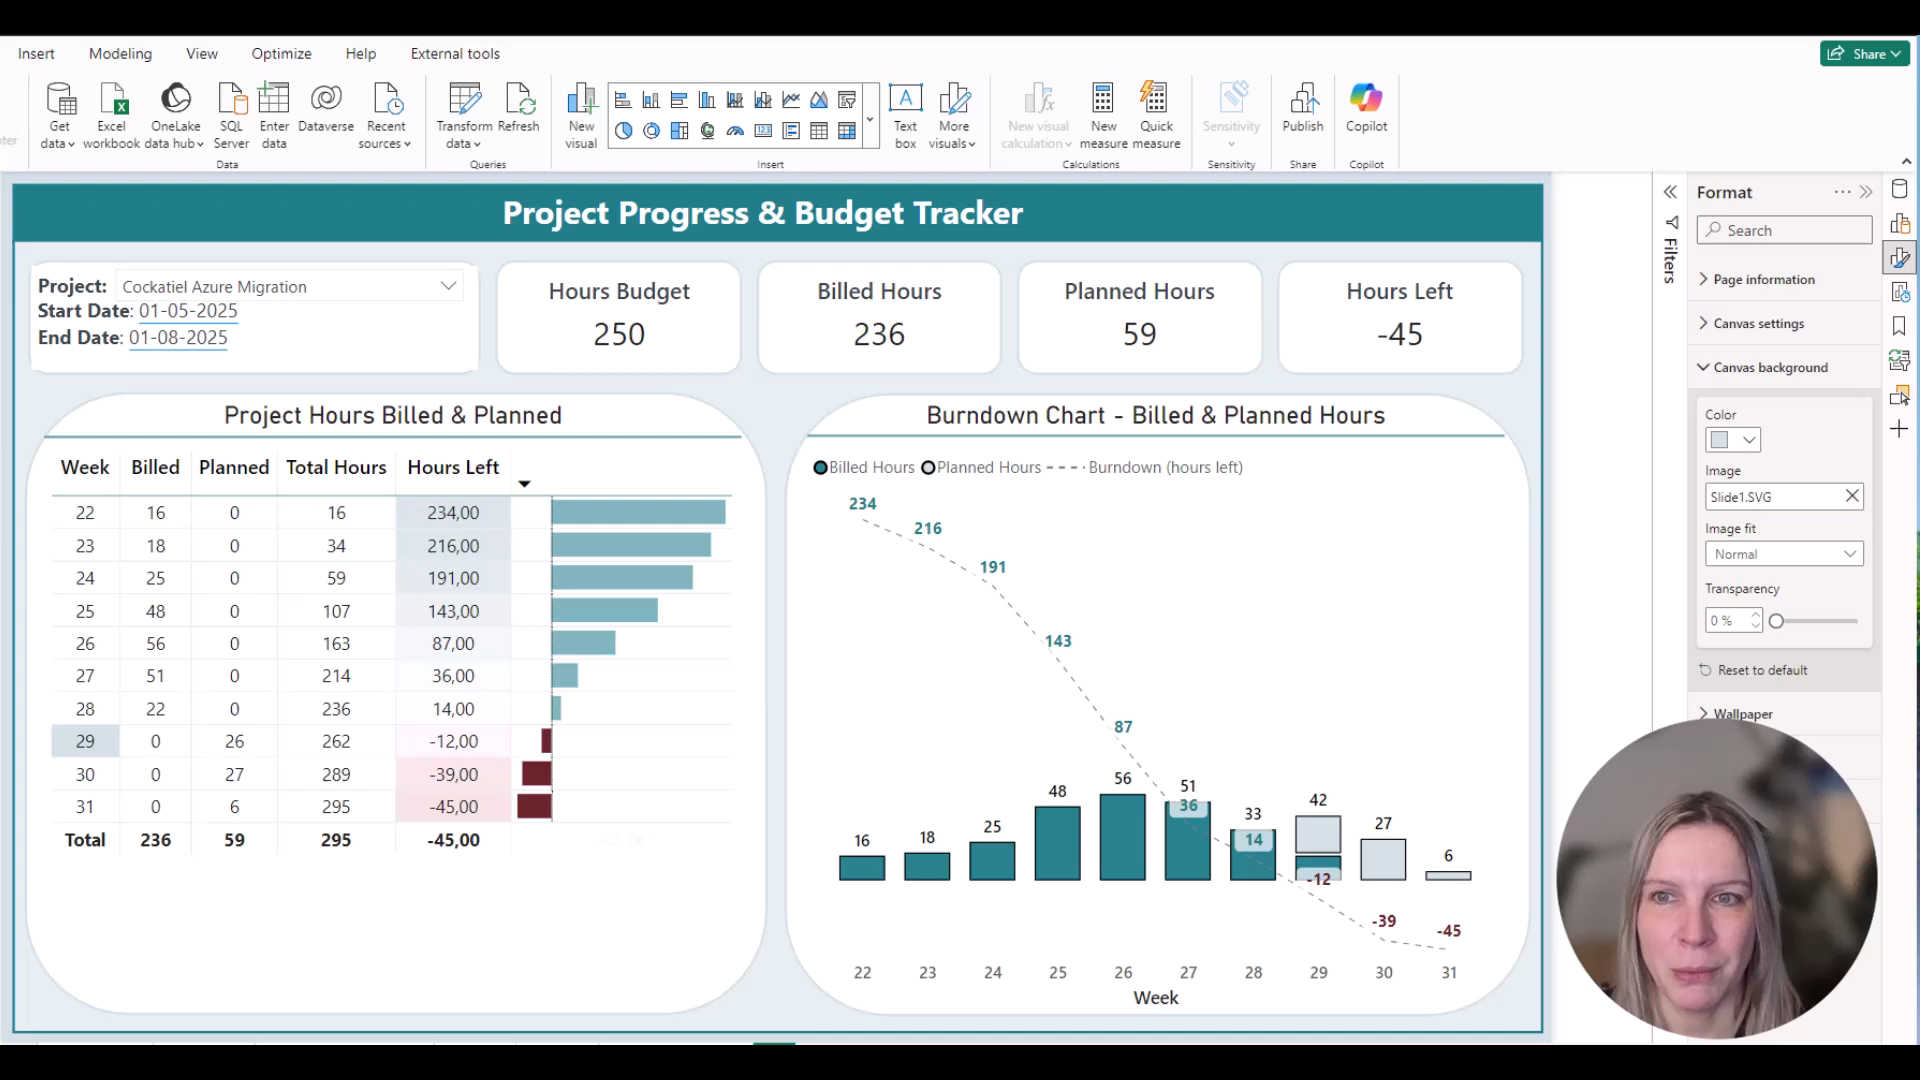 Insert Modeling View Optimize Help External tools Share
Get data Excel workbook OneLake data hub SQL Server Enter data Dataverse Recent sources
Data
Transform data Refresh
Queries
New visual
123
Text box More visuals
Insert
New visual calculation New measure Quick measure
Calculations
Sensitivity
Sensitivity
Publish
Share
Copilot
Copilot
Project Progress & Budget Tracker
Project: Cockatiel Azure Migration
Start Date: 01-05-2025
End Date: 01-08-2025
Hours Budget
250
Billed Hours
236
Planned Hours
59
Hours Left
-45
Project Hours Billed & Planned
Week Billed Planned Total Hours Hours Left
22 16 0 16 234,00
23 18 0 34 216,00
24 25 0 59 191,00
25 48 0 107 143,00
26 56 0 163 87,00
27 51 0 214 36,00
28 22 0 236 14,00
29 0 26 262 -12,00
30 0 27 289 -39,00
31 0 6 295 -45,00
Total 236 59 295 -45,00
Burndown Chart - Billed & Planned Hours
Billed Hours Planned Hours Burndown (hours left)
234
216
191
143
87
36
14
-12
-39
-45
16 18 25 48 56 51 33 42 27 6
22 23 24 25 26 27 28 29 30 31
Week
Filters
Format
Search
Page information
Canvas settings
Canvas background
Color
Image
Slide1.SVG
Image fit
Normal
Transparency
0 %
Reset to default
Wallpaper